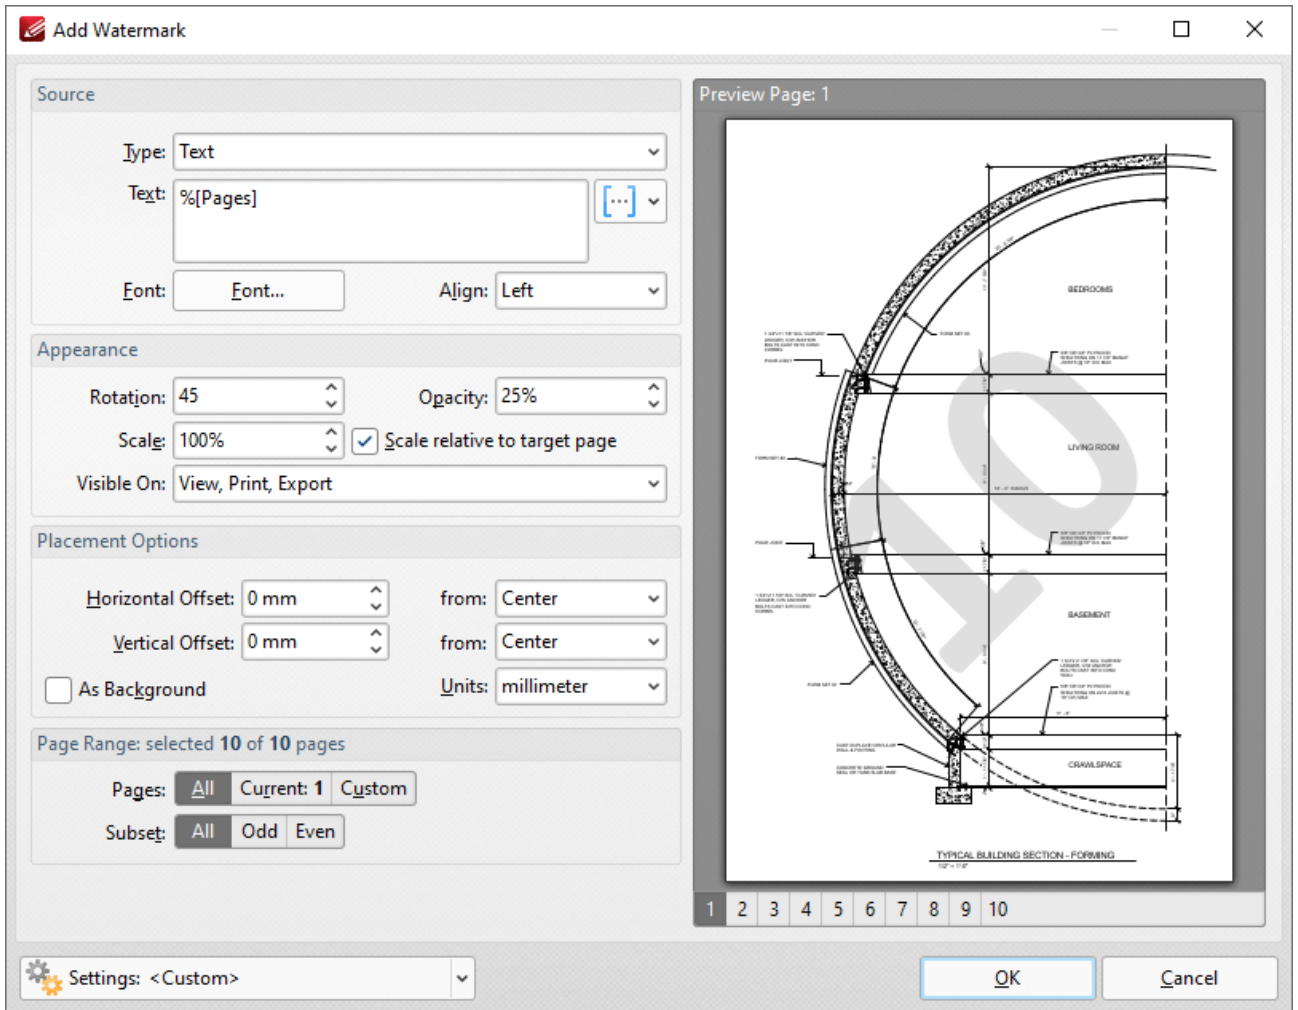 Add Watermark
Source
Type: Text
Text: %[Pages]
Font: Font... Align: Left
Appearance
Rotation: 45 Opacity: 25%
Scale: 100% Scale relative to target page
Visible On: View, Print, Export
Placement Options
Horizontal Offset: 0 mm from: Center
Vertical Offset: 0 mm from: Center
As Background Units: millimeter
Page Range: selected 10 of 10 pages
Pages: All Current: 1 Custom
Subset: All Odd Even
Preview Page: 1
BEDROOMS
LIVING ROOM
10
BASEMENT
CRAWLSPACE
TYPICAL BUILDING SECTION - FORMING
1 2 3 4 5 6 7 8 9 10
Settings: <Custom>
OK Cancel